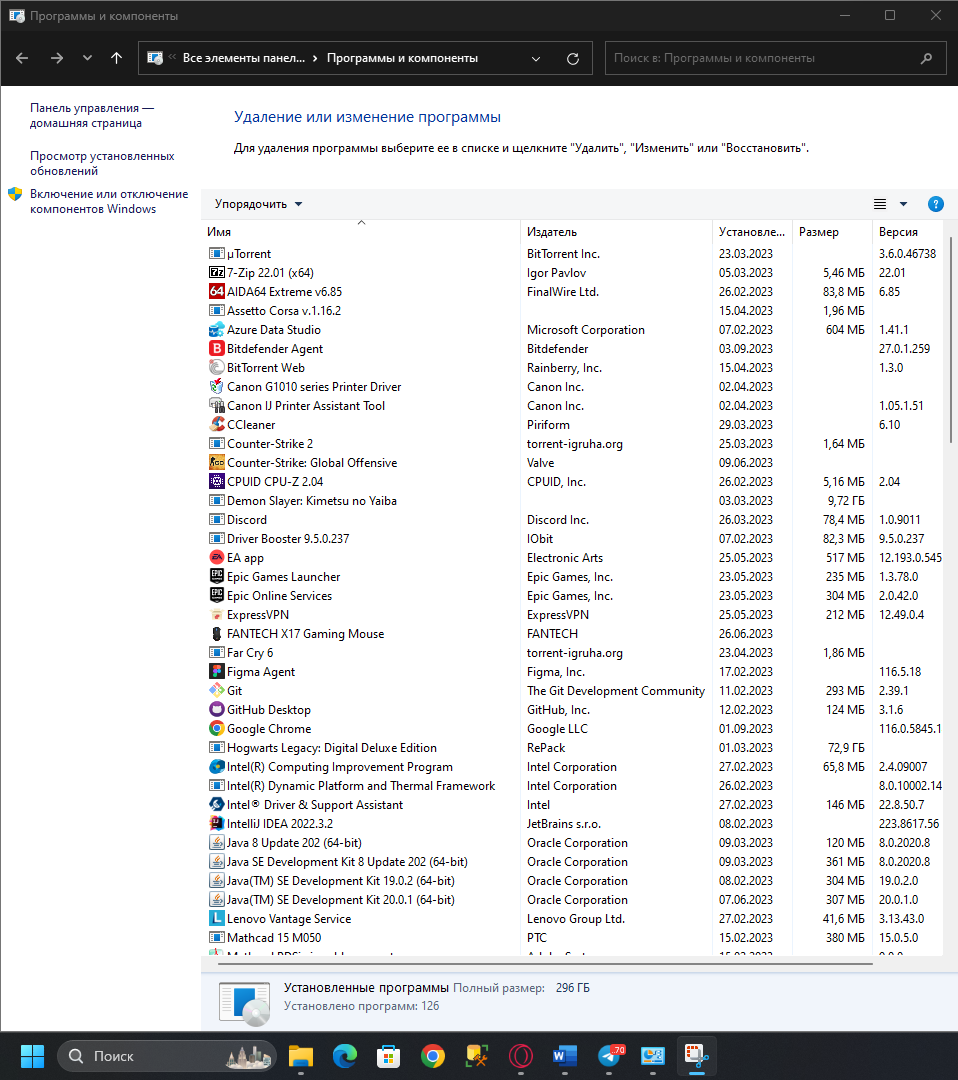 Программы и компоненты
Все элементы панел... › Программы и компоненты
Поиск в: Программы и компоненты
Панель управления —
домашняя страница
Просмотр установленных
обновлений
Включение или отключение
компонентов Windows
Удаление или изменение программы
Для удаления программы выберите ее в списке и щелкните "Удалить", "Изменить" или "Восстановить".
Упорядочить
Имя Издатель Установле... Размер Версия
µTorrent BitTorrent Inc. 23.03.2023 3.6.0.46738
7-Zip 22.01 (x64) Igor Pavlov 05.03.2023 5,46 МБ 22.01
AIDA64 Extreme v6.85 FinalWire Ltd. 26.02.2023 83,8 МБ 6.85
Assetto Corsa v.1.16.2 15.04.2023 1,96 МБ
Azure Data Studio Microsoft Corporation 07.02.2023 604 МБ 1.41.1
Bitdefender Agent Bitdefender 03.09.2023 27.0.1.259
BitTorrent Web Rainberry, Inc. 15.04.2023 1.3.0
Canon G1010 series Printer Driver Canon Inc. 02.04.2023
Canon IJ Printer Assistant Tool Canon Inc. 02.04.2023 1.05.1.51
CCleaner Piriform 29.03.2023 6.10
Counter-Strike 2 torrent-igruha.org 25.03.2023 1,64 МБ
Counter-Strike: Global Offensive Valve 09.06.2023
CPUID CPU-Z 2.04 CPUID, Inc. 26.02.2023 5,16 МБ 2.04
Demon Slayer: Kimetsu no Yaiba 03.03.2023 9,72 ГБ
Discord Discord Inc. 26.03.2023 78,4 МБ 1.0.9011
Driver Booster 9.5.0.237 IObit 07.02.2023 82,3 МБ 9.5.0.237
EA app Electronic Arts 25.05.2023 517 МБ 12.193.0.545
Epic Games Launcher Epic Games, Inc. 23.05.2023 235 МБ 1.3.78.0
Epic Online Services Epic Games, Inc. 23.05.2023 304 МБ 2.0.42.0
ExpressVPN ExpressVPN 25.05.2023 212 МБ 12.49.0.4
FANTECH X17 Gaming Mouse FANTECH 26.06.2023
Far Cry 6 torrent-igruha.org 23.04.2023 1,86 МБ
Figma Agent Figma, Inc. 17.02.2023 116.5.18
Git The Git Development Community 11.02.2023 293 МБ 2.39.1
GitHub Desktop GitHub, Inc. 12.02.2023 124 МБ 3.1.6
Google Chrome Google LLC 01.09.2023 116.0.5845.1
Hogwarts Legacy: Digital Deluxe Edition RePack 01.03.2023 72,9 ГБ
Intel(R) Computing Improvement Program Intel Corporation 27.02.2023 65,8 МБ 2.4.09007
Intel(R) Dynamic Platform and Thermal Framework Intel Corporation 26.02.2023 8.0.10002.14
Intel® Driver & Support Assistant Intel 27.02.2023 146 МБ 22.8.50.7
IntelliJ IDEA 2022.3.2 JetBrains s.r.o. 08.02.2023 223.8617.56
Java 8 Update 202 (64-bit) Oracle Corporation 09.03.2023 120 МБ 8.0.2020.8
Java SE Development Kit 8 Update 202 (64-bit) Oracle Corporation 09.03.2023 361 МБ 8.0.2020.8
Java(TM) SE Development Kit 19.0.2 (64-bit) Oracle Corporation 08.02.2023 304 МБ 19.0.2.0
Java(TM) SE Development Kit 20.0.1 (64-bit) Oracle Corporation 07.06.2023 307 МБ 20.0.1.0
Lenovo Vantage Service Lenovo Group Ltd. 27.02.2023 41,6 МБ 3.13.43.0
Mathcad 15 M050 PTC 15.02.2023 380 МБ 15.0.5.0
Установленные программы Полный размер: 296 ГБ
Установлено программ: 126
Поиск
70